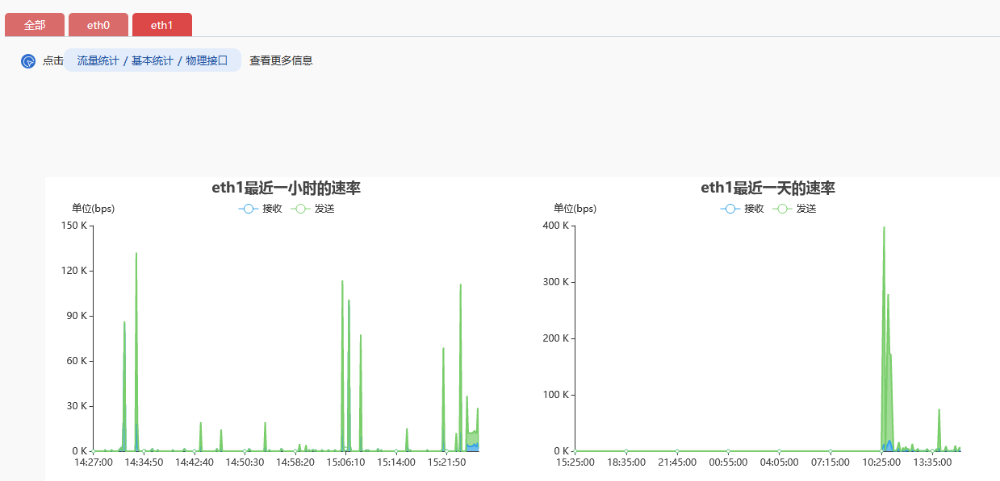 全部 eth0 eth1
点击 流量统计 / 基本统计 / 物理接口 查看更多信息
eth1最近一小时的速率
单位(bps) 接收 发送
150 K
120 K
90 K
60 K
30 K
0 K
14:27:00 14:34:50 14:42:40 14:50:30 14:58:20 15:06:10 15:14:00 15:21:50
eth1最近一天的速率
单位(bps) 接收 发送
400 K
300 K
200 K
100 K
0 K
15:25:00 18:35:00 21:45:00 00:55:00 04:05:00 07:15:00 10:25:00 13:35:00